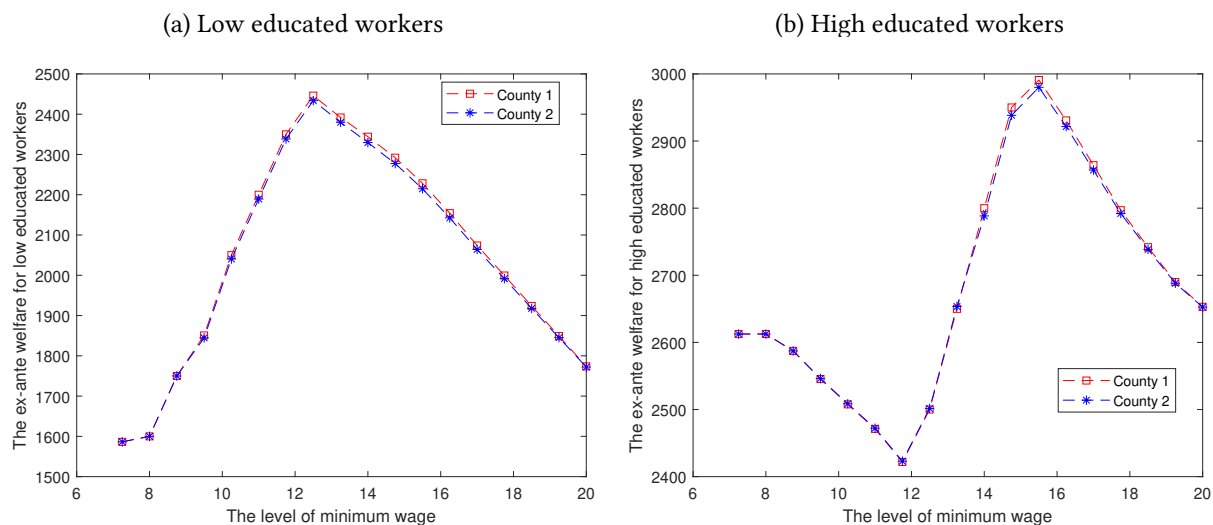 (a) Low educated workers
2500
2400
2300
2200
2100
2000
1900
1800
1700
1600
1500
The ex-ante welfare for low educated workers
County 1
County 2
6 8 10 12 14 16 18 20
The level of minimum wage
(b) High educated workers
3000
2900
2800
2700
2600
2500
2400
The ex-ante welfare for high educated workers
County 1
County 2
6 8 10 12 14 16 18 20
The level of minimum wage